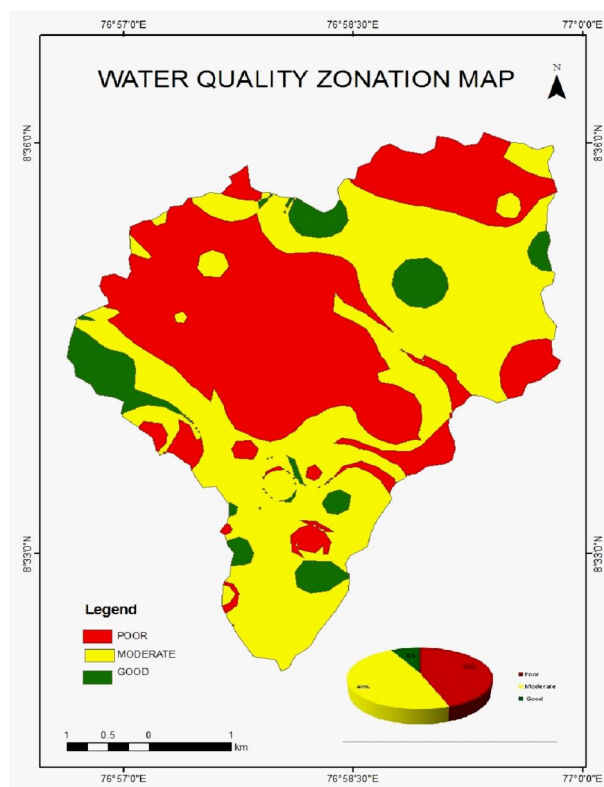 76°57'0"E 76°58'30"E 77°0'0"E
WATER QUALITY ZONATION MAP
N
8°36'0"N 8°36'0"N
8°33'0"N 8°33'0"N
Legend
POOR
MODERATE
GOOD
Poor
Moderate
Good
1 0.5 0 1
km
76°57'0"E 76°58'30"E 77°0'0"E